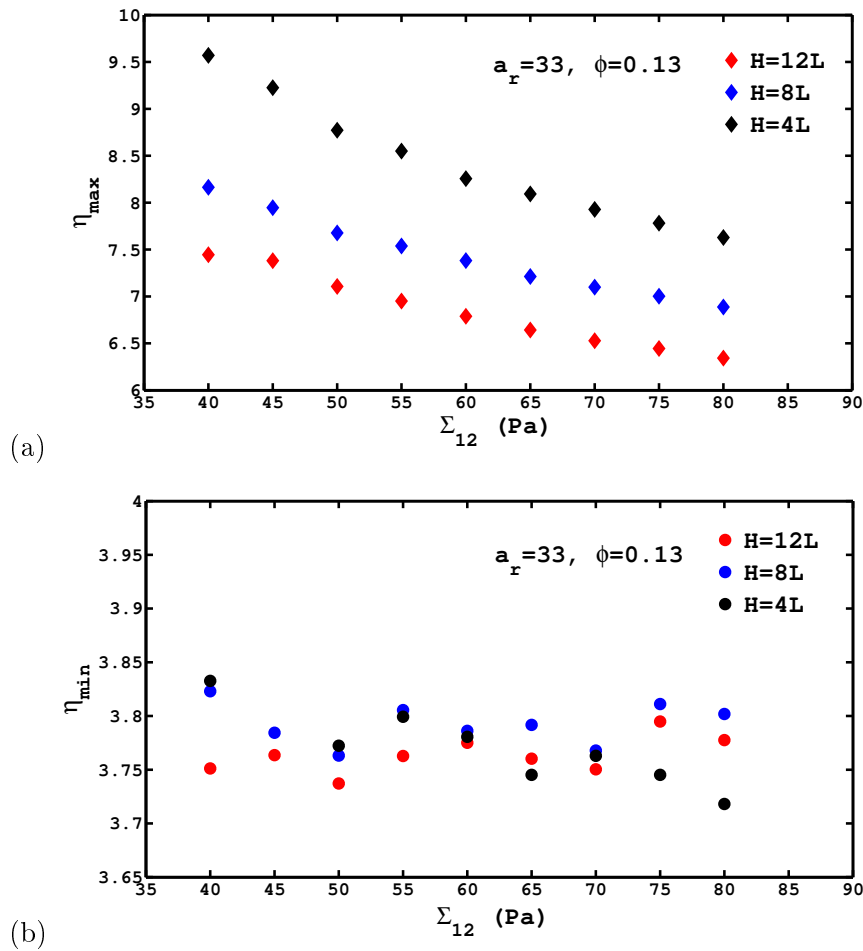 10
9.5
9
8.5
8
7.5
7
6.5
6
η_max
a_r=33, ϕ=0.13
H=12L
H=8L
H=4L
35 40 45 50 55 60 65 70 75 80 85 90
Σ_12 (Pa)
(a)
4
3.95
3.9
3.85
3.8
3.75
3.7
3.65
η_min
a_r=33, ϕ=0.13
H=12L
H=8L
H=4L
35 40 45 50 55 60 65 70 75 80 85 90
Σ_12 (Pa)
(b)